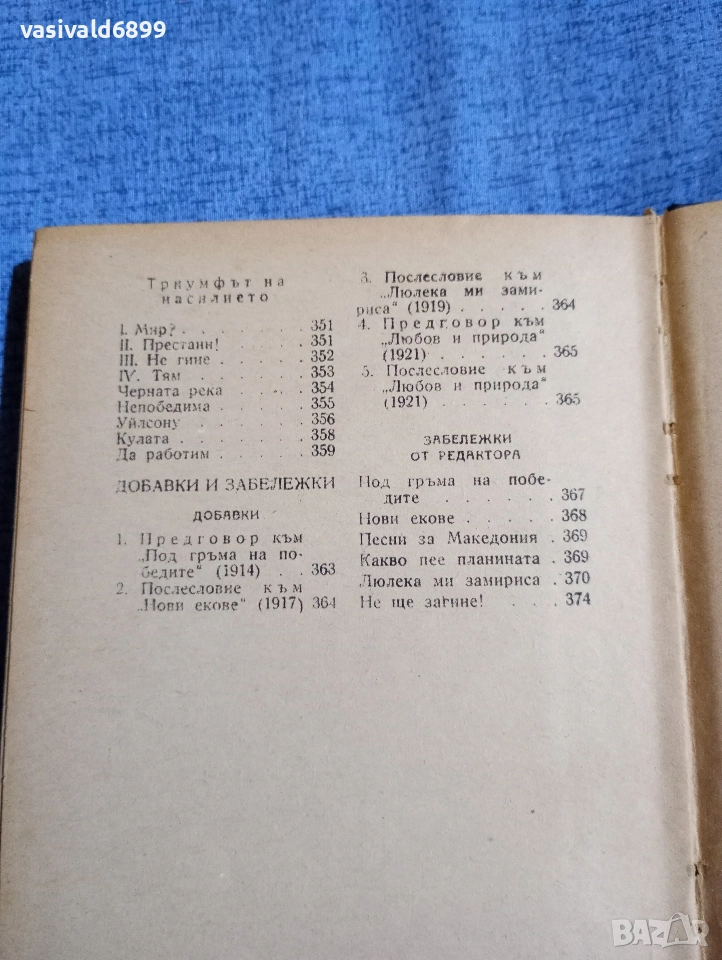 vasivald6899
Триумфът на
насилието
I. Мир? . . . . . . . 351
II. Престани! . . . . . 351
III. Не гине . . . . . 352
IV. Тям . . . . . . 353
Черната река . . . . 354
Непобедима . . . . . 355
Уйлсону . . . . . . 356
Кулата . . . . . . . 358
Да работим . . . . . 359
ДОБАВКИ И ЗАБЕЛЕЖКИ
ДОБАВКИ
1. Предговор към
„Под гръма на по-
бедите“ (1914) . . 363
2. Послесловие към
„Нови екове“ (1917) 364
3. Послесловие към
„Люлека ми зами-
риса“ (1919) . . . . . 364
4. Предговор към
„Любов и природа“
(1921) . . . . . . . 365
5. Послесловие към
„Любов и природа“
(1921) . . . . . . . 365
ЗАБЕЛЕЖКИ
ОТ РЕДАКТОРА
Под гръма на побе-
дите . . . . . . 367
Нови екове . . . . . 368
Песни за Македония . 369
Какво пее планината . 369
Люлека ми замириса . 370
Не ще загине! . . . 374
BAZAR